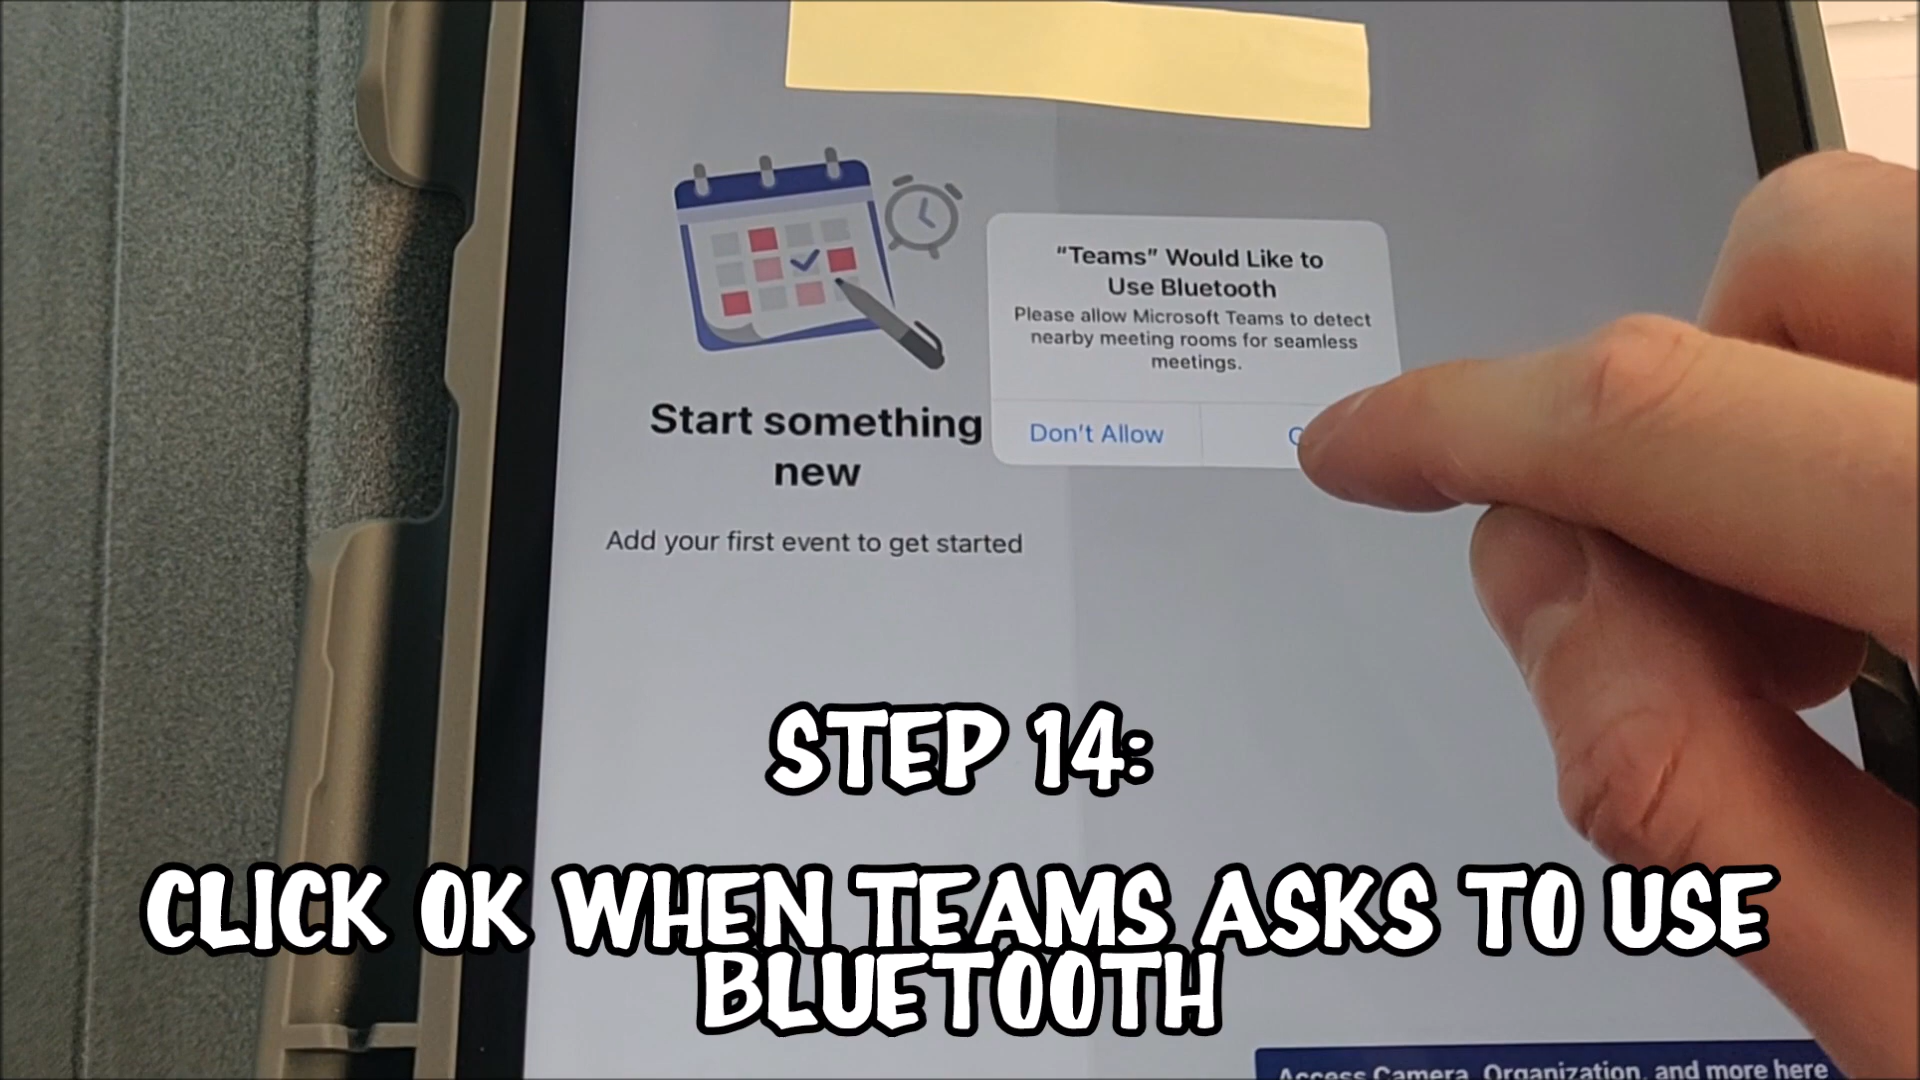 “Teams” Would Like to
Use Bluetooth
Please allow Microsoft Teams to detect
nearby meeting rooms for seamless
meetings.
Don't Allow
Start something
new
Add your first event to get started
STEP 14:
CLICK OK WHEN TEAMS ASKS TO USE
BLUETOOTH
Access Camera, Organization, and more here